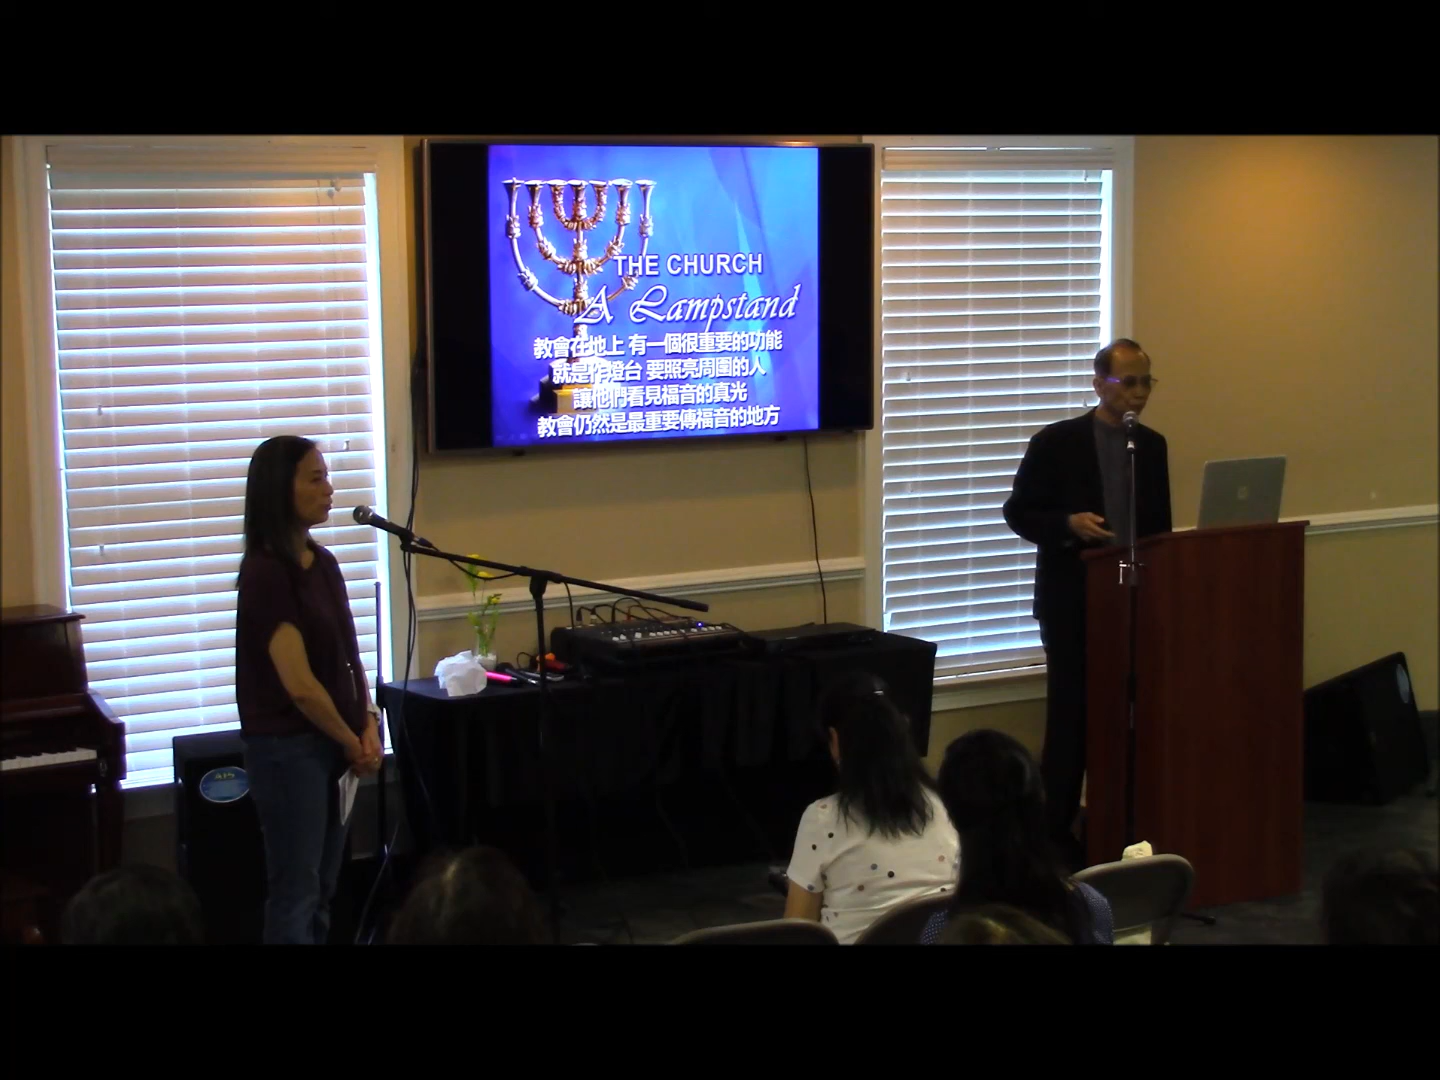 THE CHURCH
A Lampstand
教會在地上 有一個很重要的功能
就是作燈台 要照亮周圍的人
讓他們看見福音的真光
教會仍然是最重要傳福音的地方